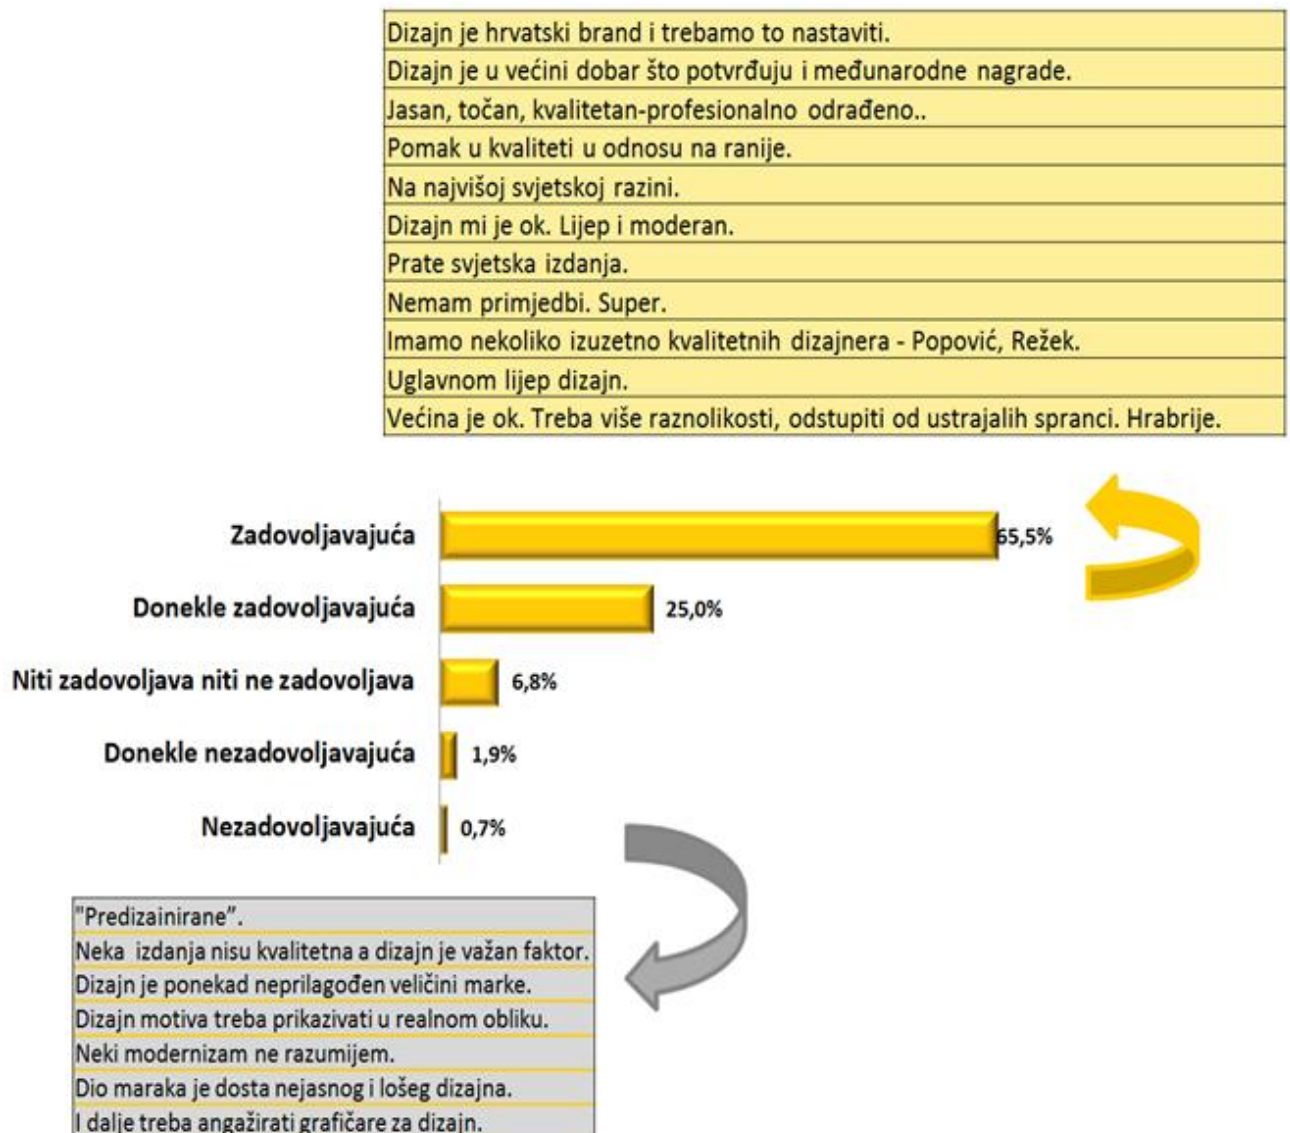 Dizajn je hrvatski brand i trebamo to nastaviti.
Dizajn je u većini dobar što potvrđuju i međunarodne nagrade.
Jasan, točan, kvalitetan-profesionalno odrađeno..
Pomak u kvaliteti u odnosu na ranije.
Na najvišoj svjetskoj razini.
Dizajn mi je ok. Lijep i moderan.
Prate svjetska izdanja.
Nemam primjedbi. Super.
Imamo nekoliko izuzetno kvalitetnih dizajnera - Popović, Režek.
Uglavnom lijep dizajn.
Većina je ok. Treba više raznolikosti, odstupiti od ustrajalih spranci. Hrabrije.
Zadovoljavajuća 65,5%
Donekle zadovoljavajuća 25,0%
Niti zadovoljava niti ne zadovoljava 6,8%
Donekle nezadovoljavajuća 1,9%
Nezadovoljavajuća 0,7%
"Predizainirane”.
Neka izdanja nisu kvalitetna a dizajn je važan faktor.
Dizajn je ponekad neprilagođen veličini marke.
Dizajn motiva treba prikazivati u realnom obliku.
Neki modernizam ne razumijem.
Dio maraka je dosta nejasnog i lošeg dizajna.
I dalje treba angažirati grafičare za dizajn.